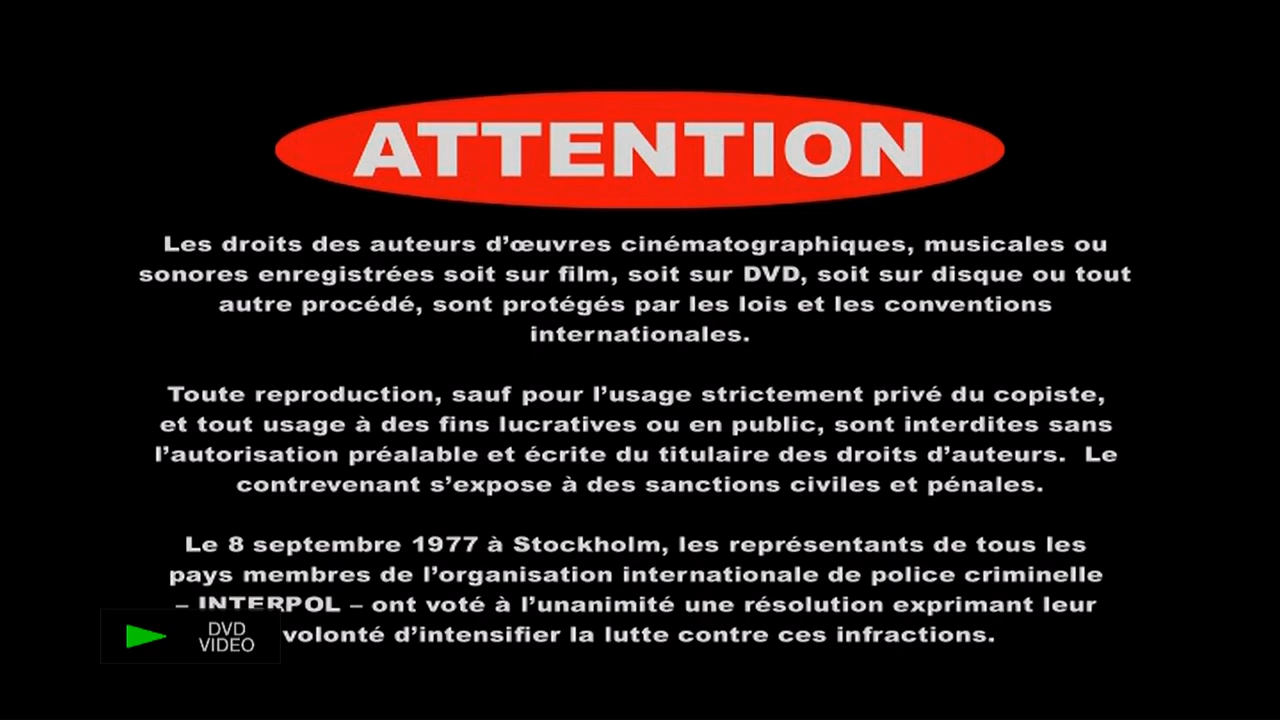 ATTENTION
Les droits des auteurs d’œuvres cinématographiques, musicales ou
sonores enregistrées soit sur film, soit sur DVD, soit sur disque ou tout
autre procédé, sont protégés par les lois et les conventions
internationales.
Toute reproduction, sauf pour l’usage strictement privé du copiste,
et tout usage à des fins lucratives ou en public, sont interdites sans
l’autorisation préalable et écrite du titulaire des droits d’auteurs.  Le
contrevenant s’expose à des sanctions civiles et pénales.
Le 8 septembre 1977 à Stockholm, les représentants de tous les
pays membres de l’organisation internationale de police criminelle
– INTERPOL – ont voté à l’unanimité une résolution exprimant leur
volonté d’intensifier la lutte contre ces infractions.
DVD
VIDEO